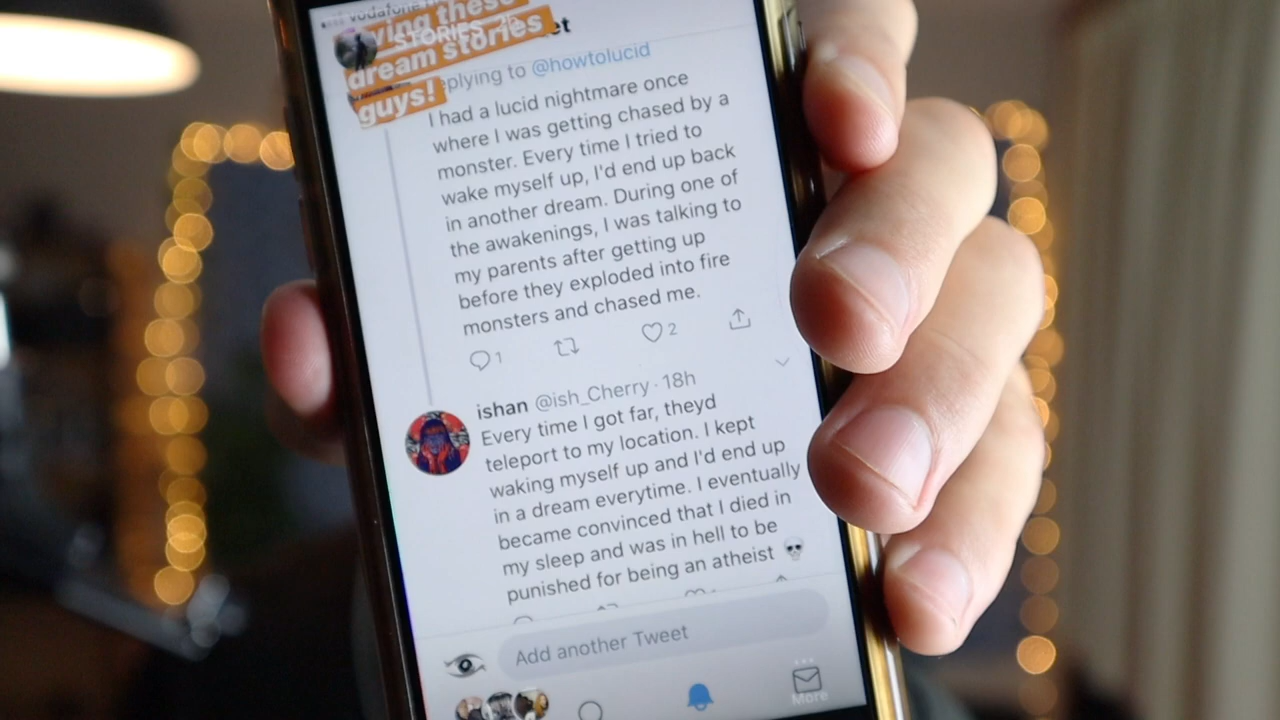 vodafone
ying these
STORIES
dream stories
guys!
et
eplying to @howtolucid
I had a lucid nightmare once
where I was getting chased by a
monster. Every time I tried to
wake myself up, I'd end up back
in another dream. During one of
the awakenings, I was talking to
my parents after getting up
before they exploded into fire
monsters and chased me.
1 2
ishan @ish_Cherry · 18h
Every time I got far, theyd
teleport to my location. I kept
waking myself up and I'd end up
in a dream everytime. I eventually
became convinced that I died in
my sleep and was in hell to be
punished for being an atheist 💀
Add another Tweet
More